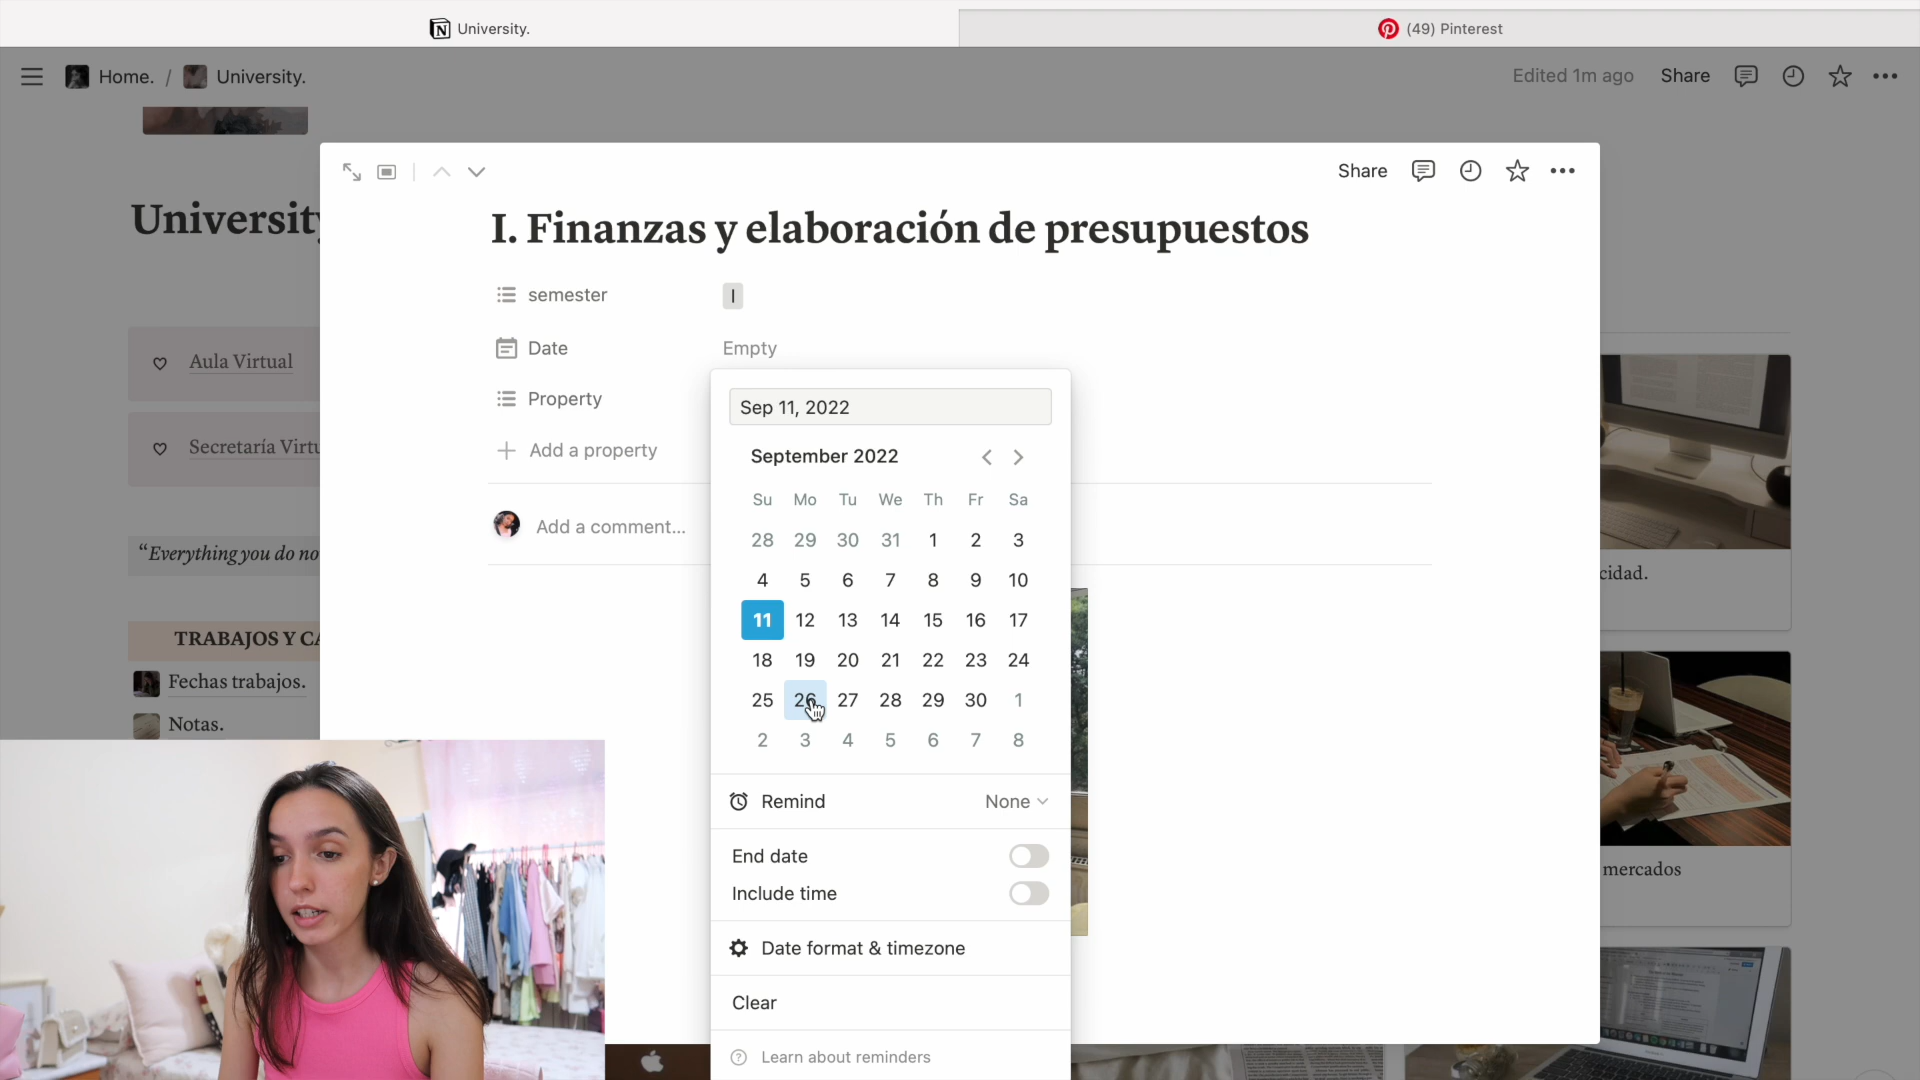 University.
(49) Pinterest
Home. / University.
Edited 1m ago Share
Share
University
I. Finanzas y elaboración de presupuestos
semester I
Date Empty
Property
Add a property
Add a comment...
Aula Virtual
Secretaría Virtu
“Everything you do no
TRABAJOS Y CA
Fechas trabajos.
Notas.
Sep 11, 2022
September 2022
Su Mo Tu We Th Fr Sa
28 29 30 31 1 2 3
4 5 6 7 8 9 10
11 12 13 14 15 16 17
18 19 20 21 22 23 24
25 26 27 28 29 30 1
2 3 4 5 6 7 8
Remind None
End date
Include time
Date format & timezone
Clear
Learn about reminders
cidad.
mercados